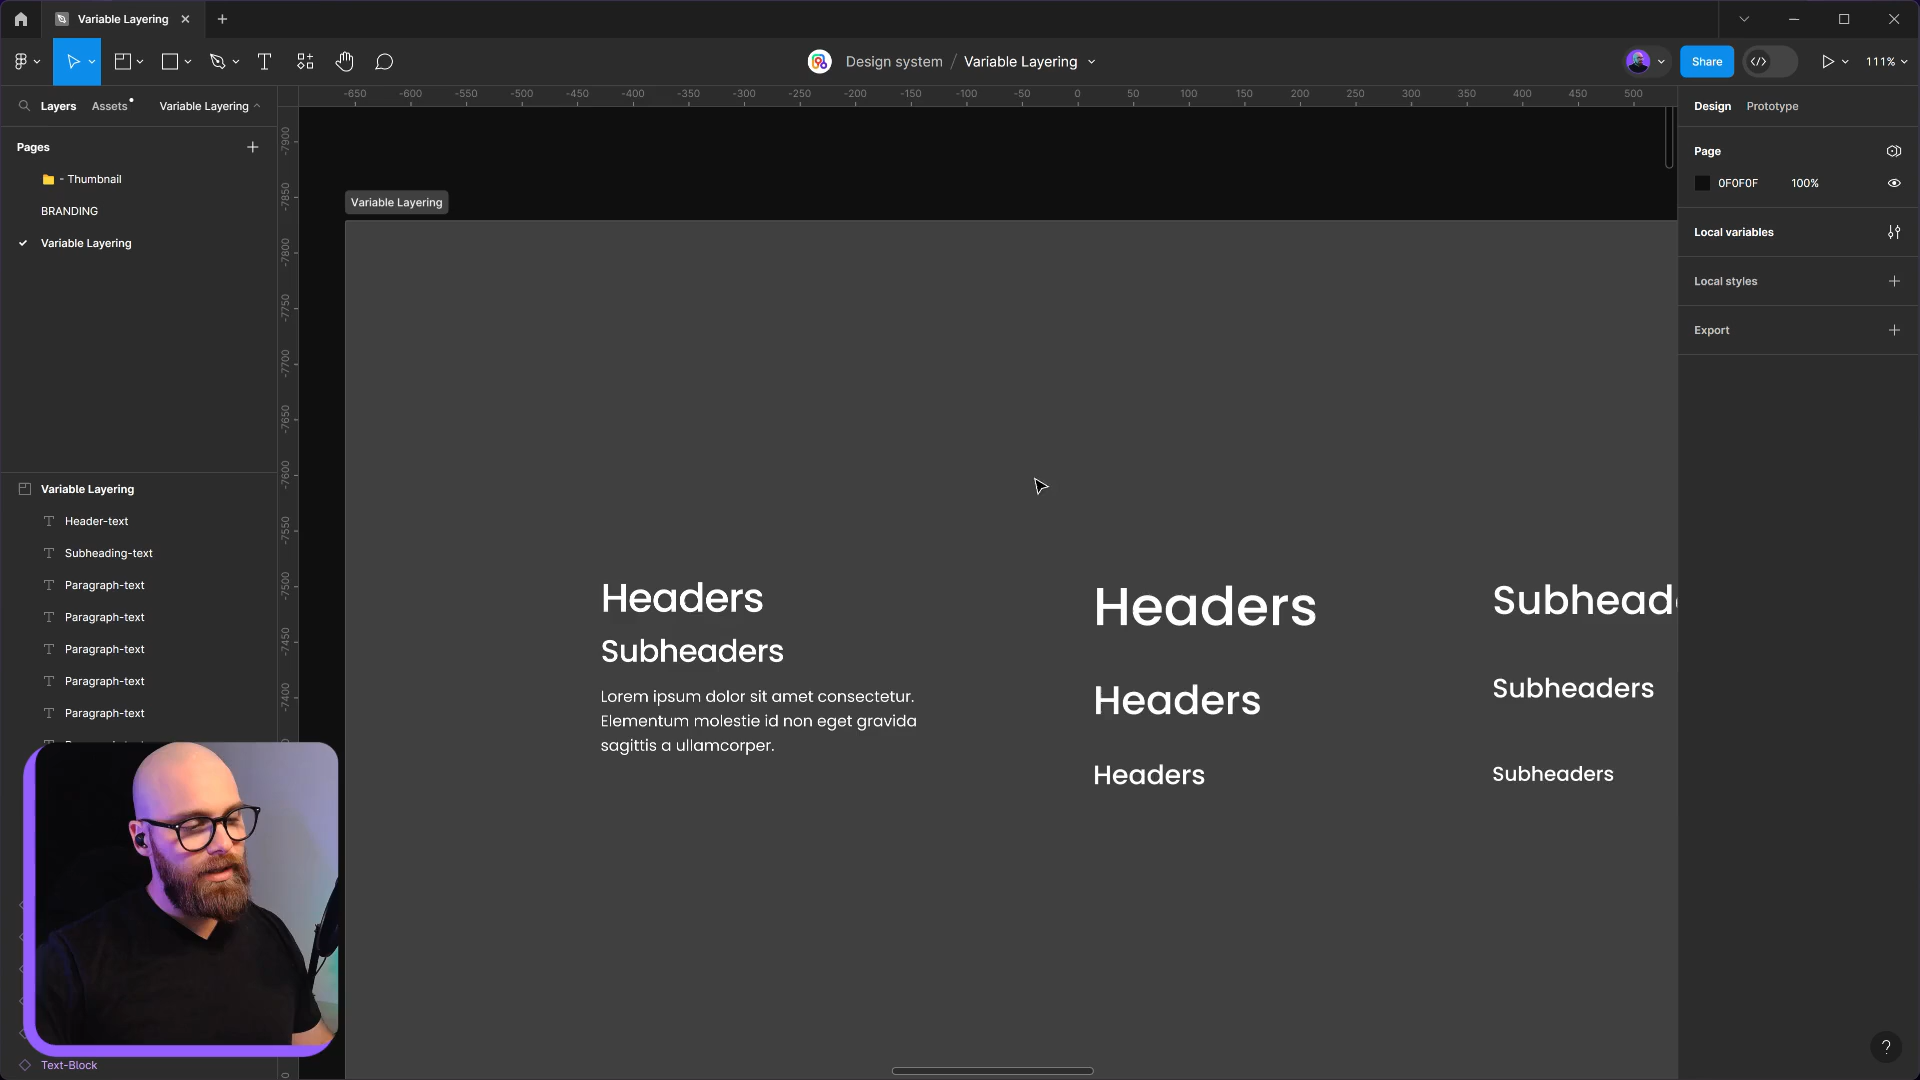 Variable Layering
Design system / Variable Layering
Share
111%
Layers
Assets
Variable Layering
Pages
- Thumbnail
BRANDING
Variable Layering
Variable Layering
Header-text
Subheading-text
Paragraph-text
Paragraph-text
Paragraph-text
Paragraph-text
Paragraph-text
Text-Block
-650 -600 -550 -500 -450 -400 -350 -300 -250 -200 -150 -100 -50 0 50 100 150 200 250 300 350 400 450 500
-7900
-7850
-7800
-7750
-7700
-7650
-7600
-7550
-7500
-7450
-7400
Variable Layering
Headers
Subheaders
Lorem ipsum dolor sit amet consectetur.
Elementum molestie id non eget gravida
sagittis a ullamcorper.
Headers
Headers
Headers
Subheade
Subheaders
Subheaders
Design
Prototype
Page
0F0F0F 100%
Local variables
Local styles
Export
?